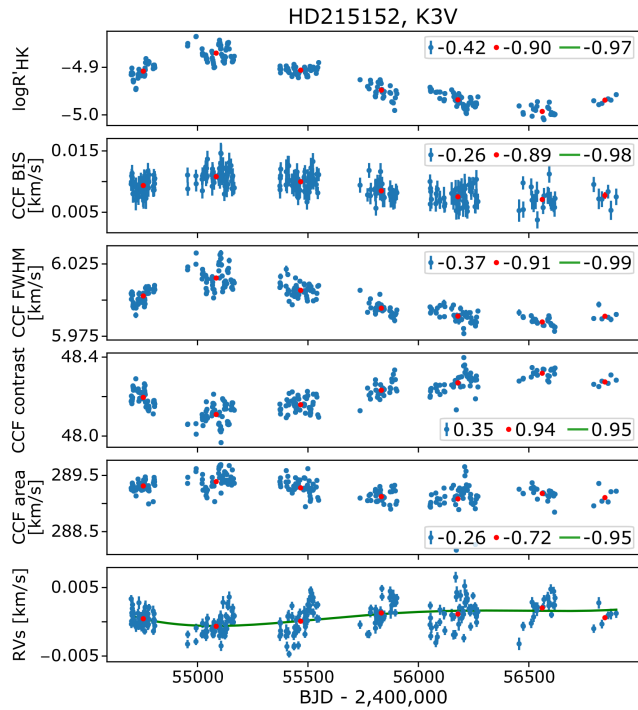 HD215152, K3V
logR'HK
−4.9
−5.0
-0.42 -0.90 -0.97
CCF BIS
[km/s]
0.015
0.005
-0.26 -0.89 -0.98
CCF FWHM
[km/s]
6.025
5.975
-0.37 -0.91 -0.99
CCF contrast
48.4
48.0
0.35 0.94 0.95
CCF area
[km/s]
289.5
288.5
-0.26 -0.72 -0.95
RVs [km/s]
0.005
−0.005
55000 55500 56000 56500
BJD - 2,400,000